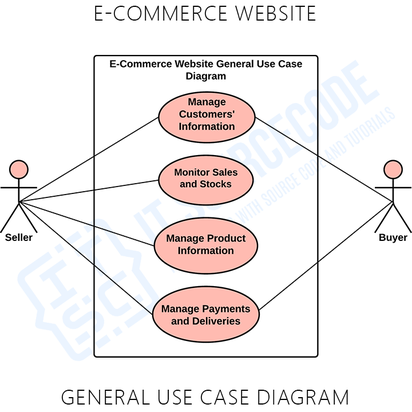 E-COMMERCE WEBSITE
E-Commerce Website General Use Case
Diagram
Manage
Customers'
Information
Monitor Sales
and Stocks
Manage Product
Information
Manage Payments
and Deliveries
Seller
Buyer
GENERAL USE CASE DIAGRAM